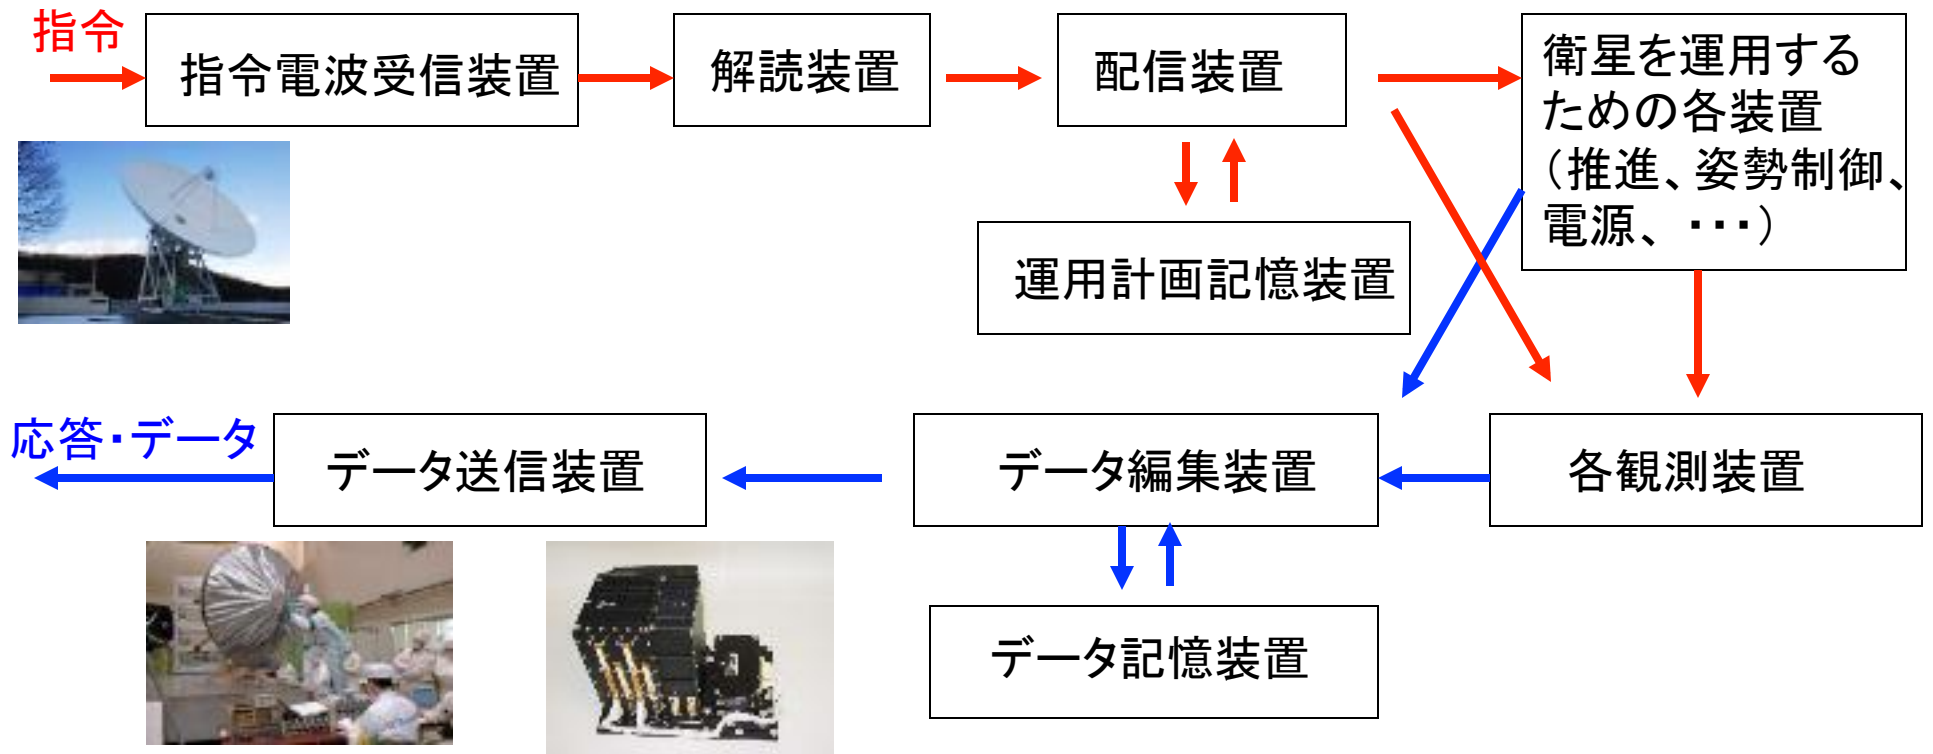 指令
指令電波受信装置
解読装置
配信装置
衛星を運用する
ための各装置
（推進、姿勢制御、
電源、・・・）
運用計画記憶装置
応答・データ
データ送信装置
データ編集装置
各観測装置
データ記憶装置